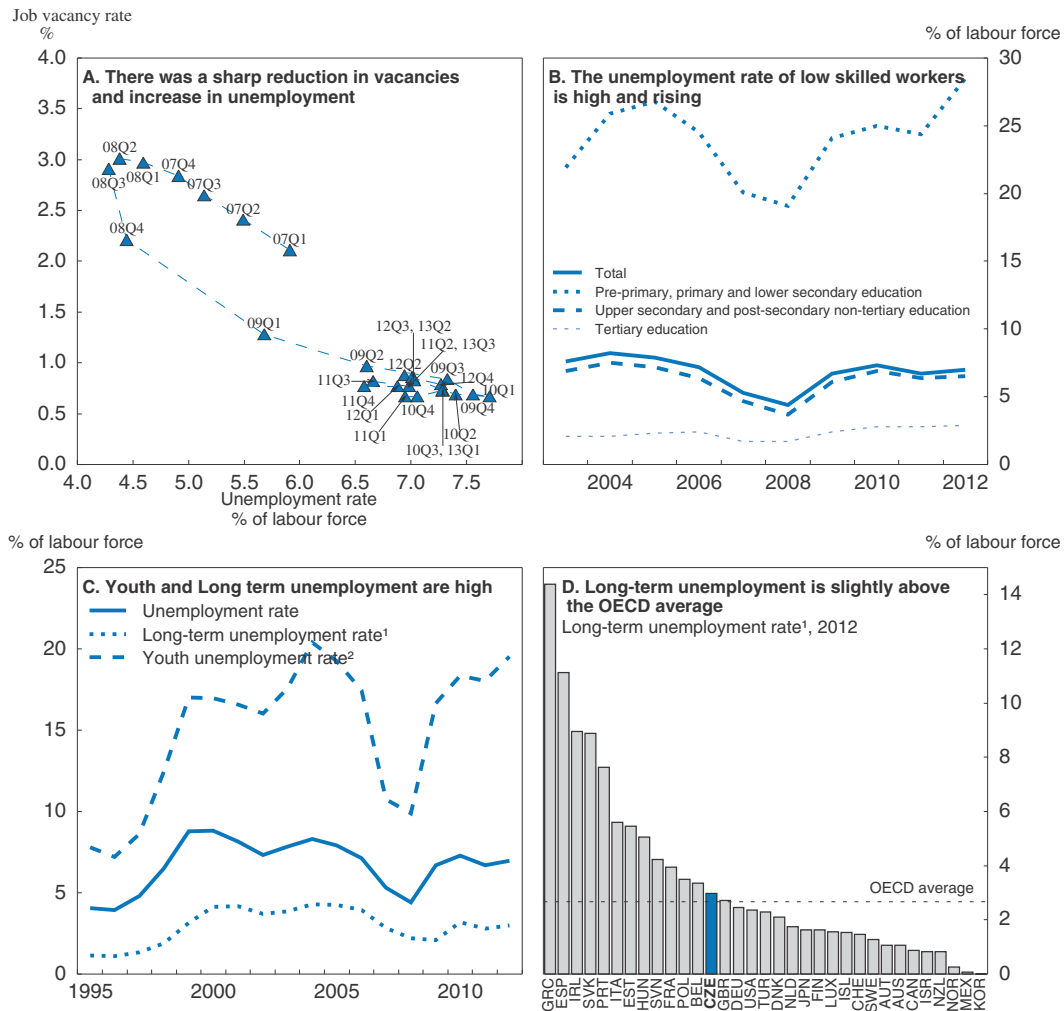 Job vacancy rate
%
4.0
3.5
3.0
2.5
2.0
1.5
1.0
0.5
0.0
A. There was a sharp reduction in vacancies
and increase in unemployment
08Q2
08Q3
08Q1
07Q4
07Q3
07Q2
07Q1
08Q4
09Q1
12Q3, 13Q2
11Q2, 13Q3
09Q2
12Q2
09Q3
11Q3
12Q4
10Q1
11Q4
12Q1
10Q4
09Q4
11Q1
10Q2
10Q3, 13Q1
4.0 4.5 5.0 5.5 6.0 6.5 7.0 7.5
Unemployment rate
% of labour force
% of labour force
B. The unemployment rate of low skilled workers
is high and rising
30
25
20
15
10
5
0
Total
Pre-primary, primary and lower secondary education
Upper secondary and post-secondary non-tertiary education
Tertiary education
2004 2006 2008 2010 2012
% of labour force
25
20
15
10
5
0
C. Youth and Long term unemployment are high
Unemployment rate
Long-term unemployment rate¹
Youth unemployment rate²
1995 2000 2005 2010
% of labour force
D. Long-term unemployment is slightly above
the OECD average
Long-term unemployment rate¹, 2012
14
12
10
8
6
4
2
0
OECD average
GRC
ESP
IRL
SVK
PRT
ITA
EST
HUN
SVN
FRA
POL
BEL
CZE
GBR
DEU
USA
TUR
DNK
NLD
JPN
FIN
LUX
ISL
CHE
SWE
AUT
AUS
CAN
ISR
NZL
NOR
MEX
KOR